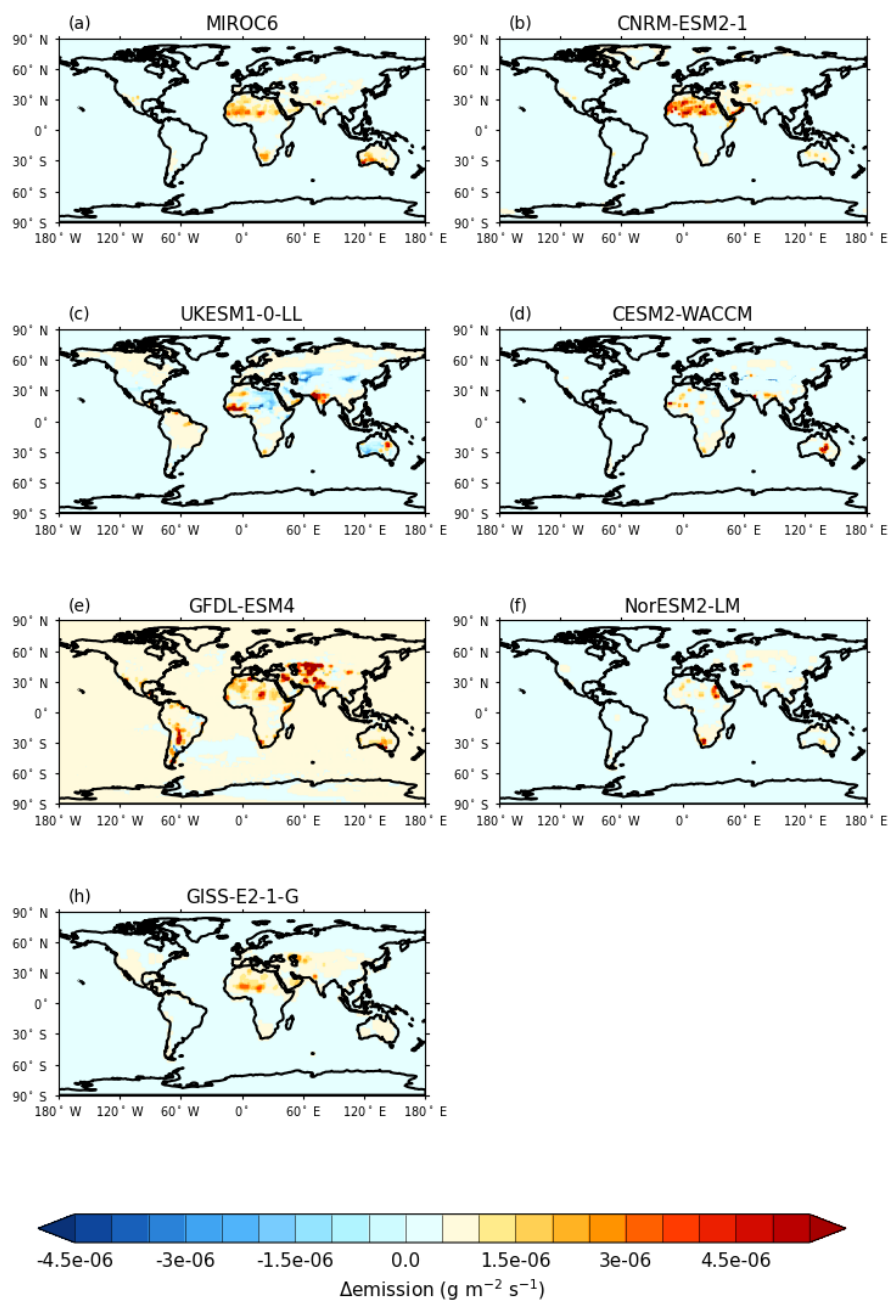 (a) MIROC6 (b) CNRM-ESM2-1
90° N 90° N
60° N 60° N
30° N 30° N
0° 0°
30° S 30° S
60° S 60° S
90° S 90° S
180° W 120° W 60° W 0° 60° E 120° E 180° E 180° W 120° W 60° W 0° 60° E 120° E 180° E
(c) UKESM1-0-LL (d) CESM2-WACCM
90° N 90° N
60° N 60° N
30° N 30° N
0° 0°
30° S 30° S
60° S 60° S
90° S 90° S
180° W 120° W 60° W 0° 60° E 120° E 180° E 180° W 120° W 60° W 0° 60° E 120° E 180° E
(e) GFDL-ESM4 (f) NorESM2-LM
90° N 90° N
60° N 60° N
30° N 30° N
0° 0°
30° S 30° S
60° S 60° S
90° S 90° S
180° W 120° W 60° W 0° 60° E 120° E 180° E 180° W 120° W 60° W 0° 60° E 120° E 180° E
(h) GISS-E2-1-G
90° N
60° N
30° N
0°
30° S
60° S
90° S
180° W 120° W 60° W 0° 60° E 120° E 180° E
-4.5e-06 -3e-06 -1.5e-06 0.0 1.5e-06 3e-06 4.5e-06
Δemission (g m⁻² s⁻¹)